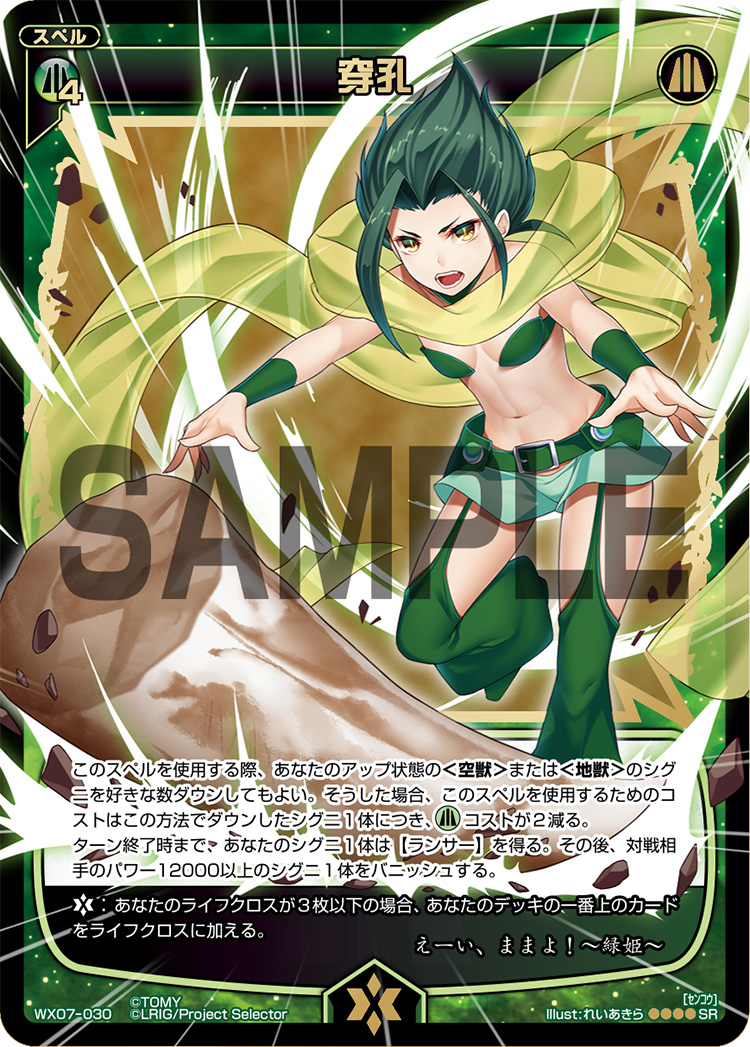 スペル
4
穿孔
SAMPLE
このスペルを使用する際、あなたのアップ状態の<空獣>または<地獣>のシグ
ニを好きな数ダウンしてもよい。そうした場合、このスペルを使用するためのコ
ストはこの方法でダウンしたシグニ1体につき、コストが2減る。
ターン終了時まで、あなたのシグニ1体は【ランサー】を得る。その後、対戦相
手のパワー12000以上のシグニ1体をバニッシュする。
：あなたのライフクロスが3枚以下の場合、あなたのデッキの一番上のカード
をライフクロスに加える。
えーい、ままよ！～緑姫～
[センコウ]
WX07-030 ©TOMY
©LRIG/Project Selector
Illust:れいあきら SR